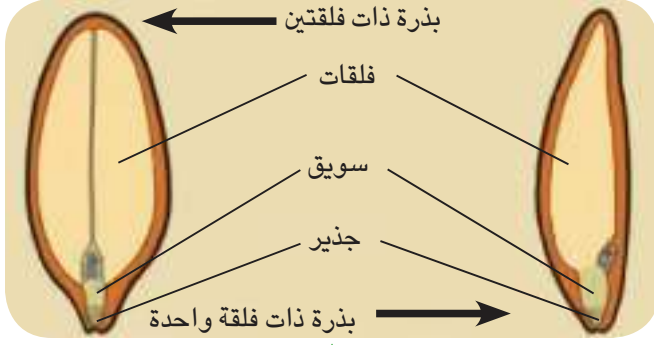 بذرة ذات فلقتين
فلقات
سويق
جذير
بذرة ذات فلقة واحدة